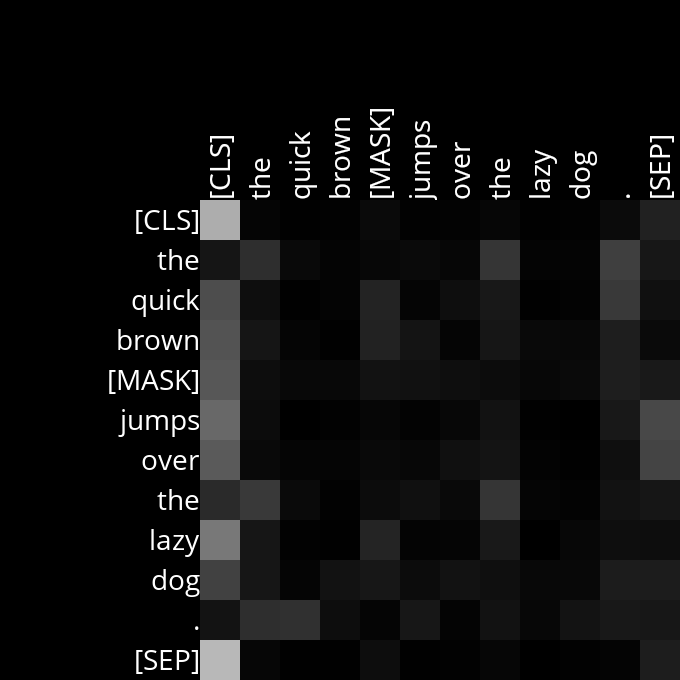 [CLS] the quick brown [MASK] jumps over the lazy dog . [SEP]
[CLS]
the
quick
brown
[MASK]
jumps
over
the
lazy
dog
.
[SEP]